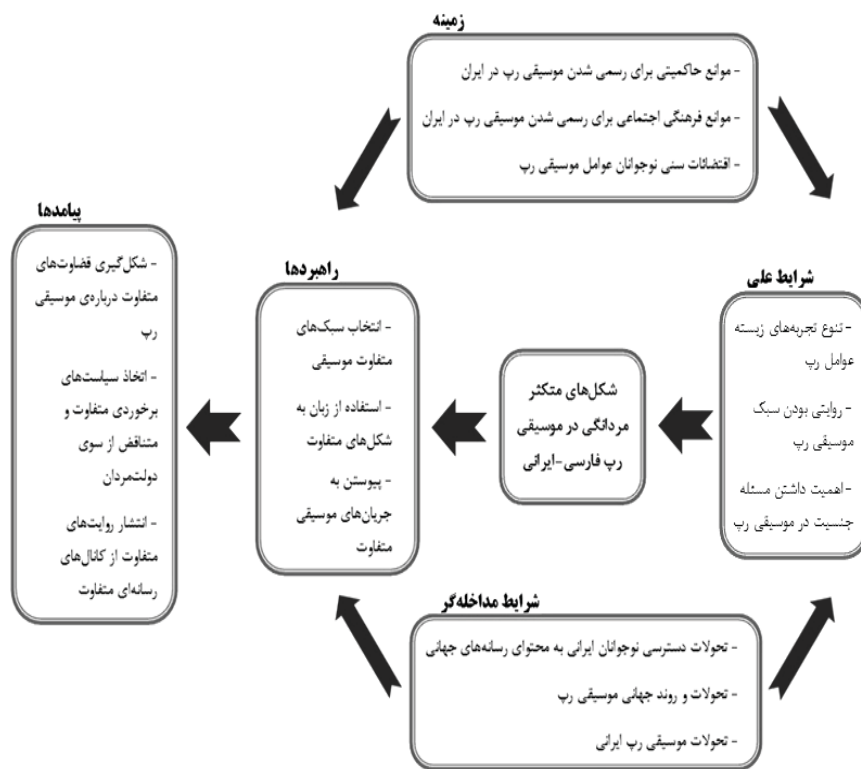 زمینه
- موانع حاکمیتی برای رسمی شدن موسیقی رپ در ایران
- موانع فرهنگی اجتماعی برای رسمی شدن موسیقی رپ در ایران
- اقتضائات سنی نوجوانان عوامل موسیقی رپ
شرایط علی
- تنوع تجربه‌های زیسته
عوامل رپ
- روایتی بودن سبک
موسیقی رپ
- اهمیت داشتن مسئله
جنسیت در موسیقی رپ
شکل‌های متکثر
مردانگی در موسیقی
رپ فارسی-ایرانی
راهبردها
- انتخاب سبک‌های
متفاوت موسیقی
- استفاده از زبان به
شکل‌های متفاوت
- پیوستن به
جریان‌های موسیقی
متفاوت
پیامدها
- شکل‌گیری قضاوت‌های
متفاوت درباره‌ی موسیقی
رپ
- اتخاذ سیاست‌های
برخوردی متفاوت و
متناقض از سوی
دولت‌مردان
- انتشار روایت‌های
متفاوت از کانال‌های
رسانه‌ای متفاوت
شرایط مداخله‌گر
- تحولات دسترسی نوجوانان ایرانی به محتوای رسانه‌های جهانی
- تحولات و روند جهانی موسیقی رپ
- تحولات موسیقی رپ ایرانی